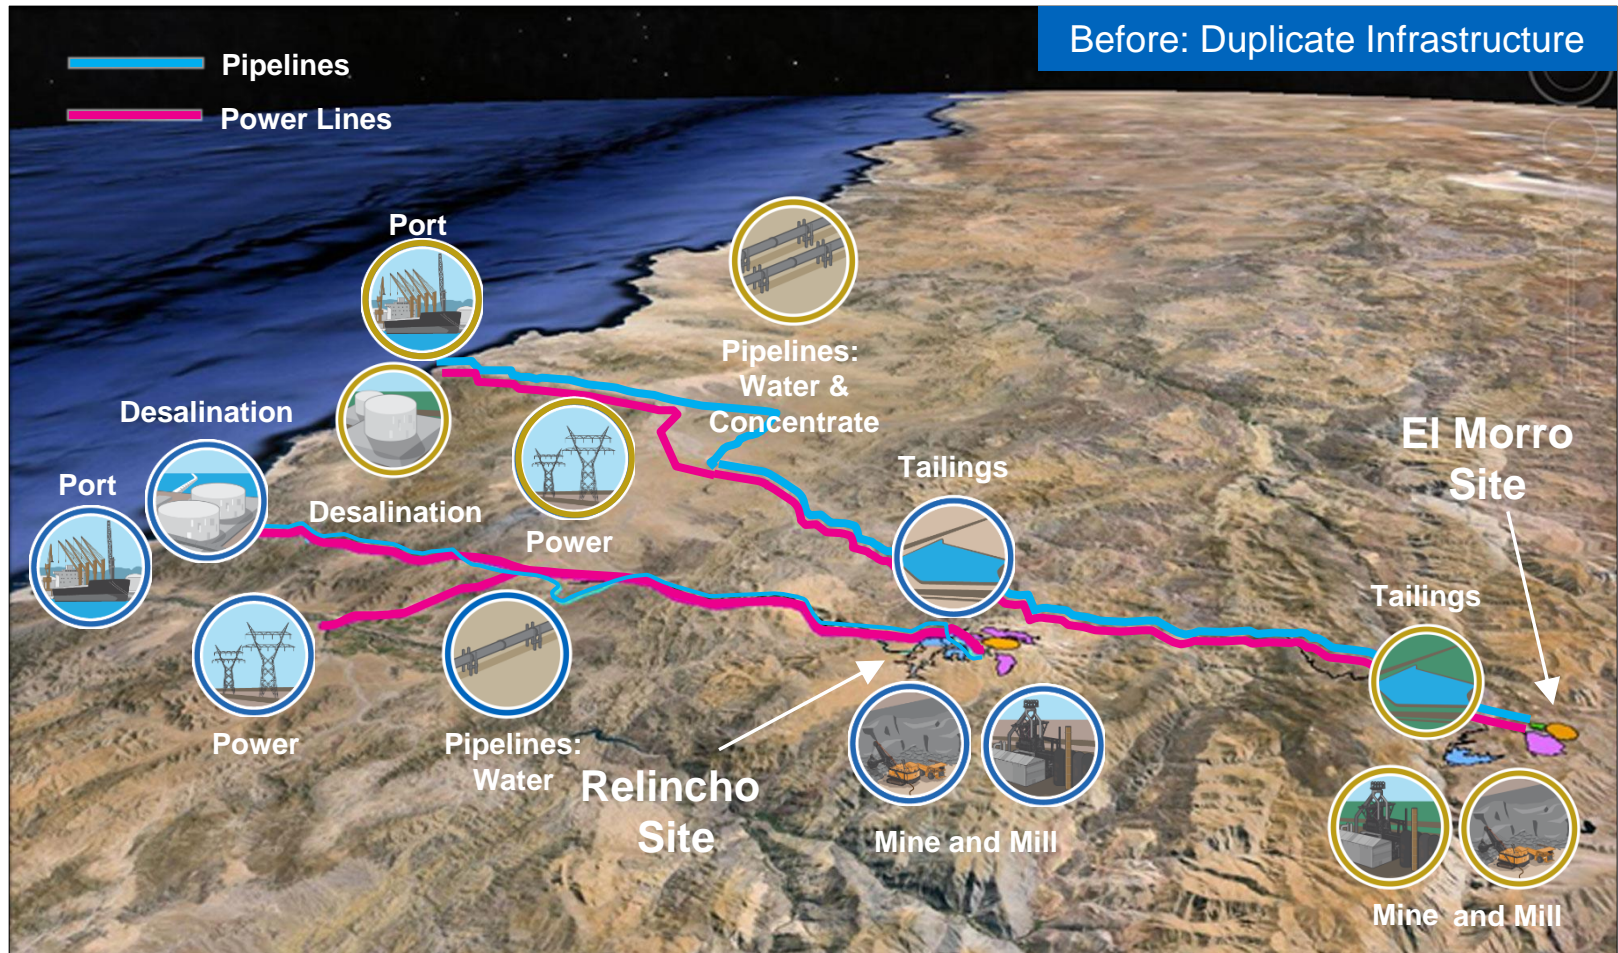 Before: Duplicate Infrastructure
Pipelines
Power Lines
Port
Pipelines:
Water &
Concentrate
Desalination
El Morro
Site
Tailings
Port
Desalination
Power
Tailings
Power
Pipelines:
Water
Relincho
Site
Mine and Mill
Mine and Mill